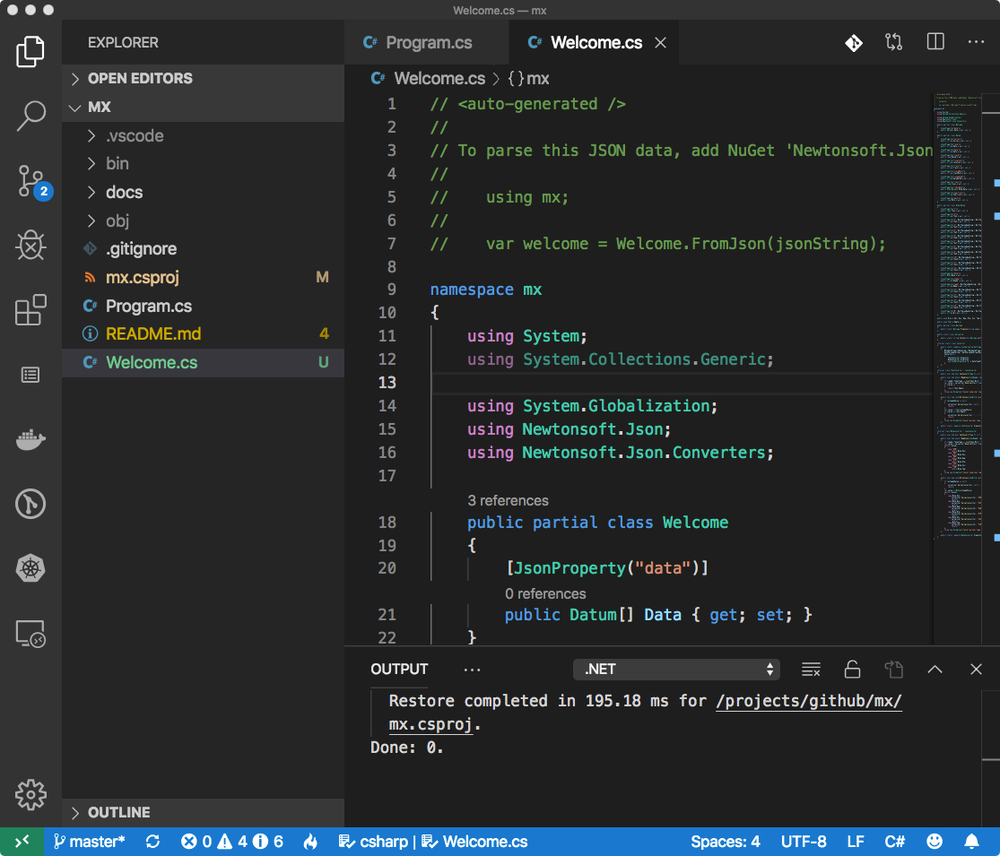 Welcome.cs — mx
EXPLORER
OPEN EDITORS
MX
.vscode
bin
docs
obj
.gitignore
mx.csproj M
C# Program.cs
README.md 4
C# Welcome.cs U
OUTLINE
2
C# Program.cs
C# Welcome.cs
C# Welcome.cs > {} mx
1 // <auto-generated />
2 //
3 // To parse this JSON data, add NuGet 'Newtonsoft.Json
4 //
5 //    using mx;
6 //
7 //    var welcome = Welcome.FromJson(jsonString);
8
9 namespace mx
10 {
11     using System;
12     using System.Collections.Generic;
13
14     using System.Globalization;
15     using Newtonsoft.Json;
16     using Newtonsoft.Json.Converters;
17
3 references
18     public partial class Welcome
19     {
20         [JsonProperty("data")]
0 references
21         public Datum[] Data { get; set; }
22     }
OUTPUT ... .NET
Restore completed in 195.18 ms for /projects/github/mx/
mx.csproj.
Done: 0.
master* 0 4 6 csharp | Welcome.cs Spaces: 4 UTF-8 LF C#